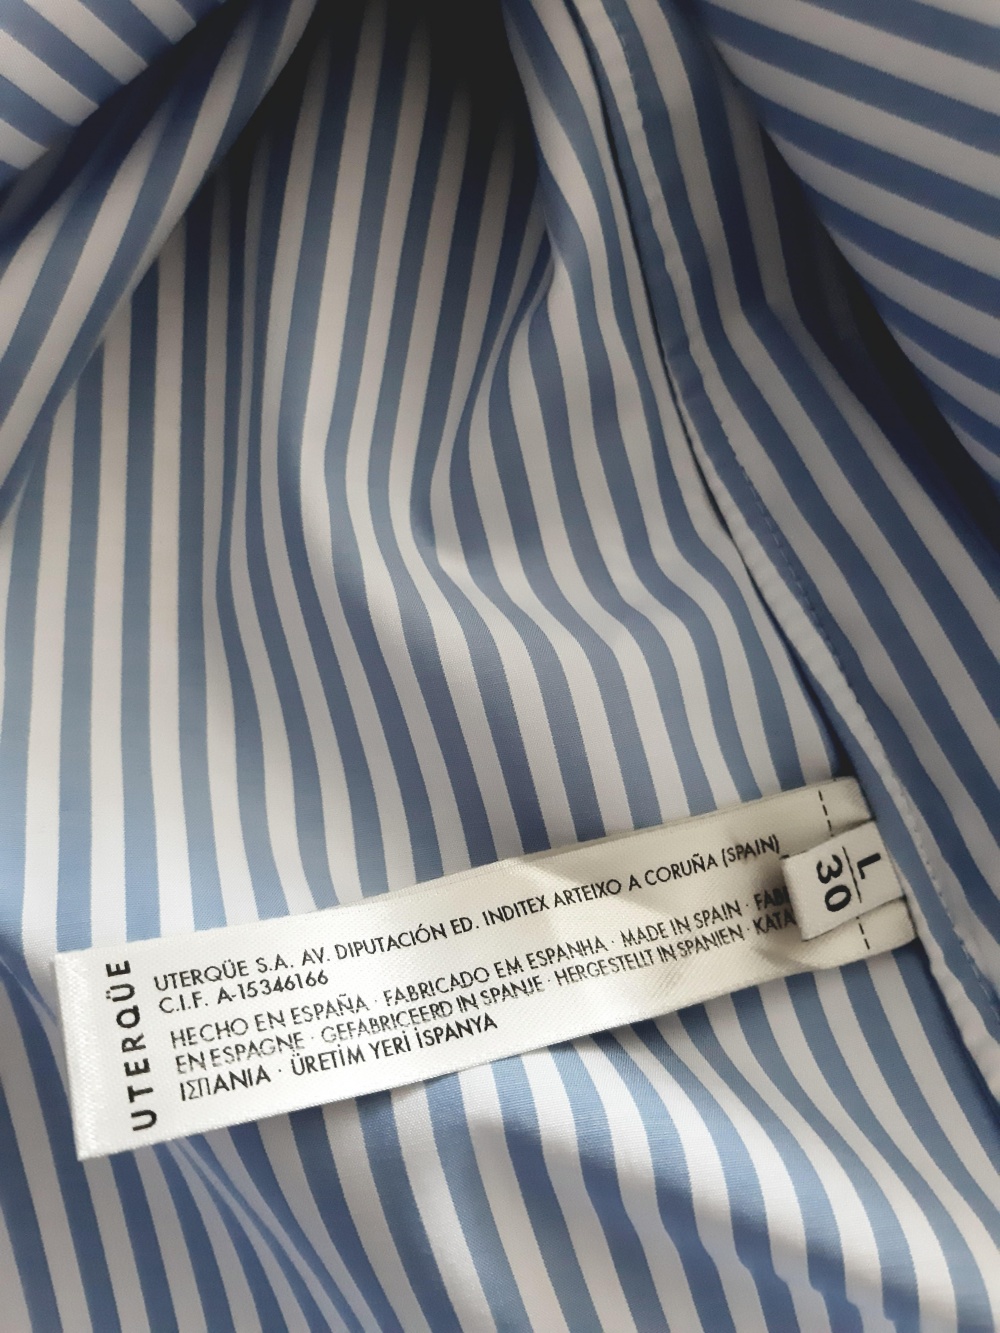 UTERQÜE
UTERQÜE S.A. AV. DIPUTACIÓN ED. INDITEX ARTEIXO A CORUÑA (SPAIN)
C.I.F. A-15346166
HECHO EN ESPAÑA · FABRICADO EM ESPANHA · MADE IN SPAIN ·
EN ESPAGNE · GEFABRICEERD IN SPANJE · HERGESTELLT IN SPANIEN ·
ΙΣΠΑΝΙΑ · ÜRETİM YERİ İSPANYA
L
30